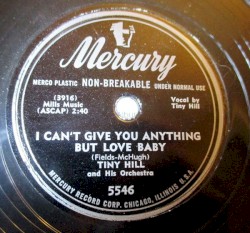 Mercury
MERCO PLASTIC NON-BREAKABLE UNDER NORMAL USE
(3916)
Mills Music
(ASCAP) 2:40
Vocal by
Tiny Hill
I CAN'T GIVE YOU ANYTHING
BUT LOVE BABY
(Fields-McHugh)
TINY HILL
and His Orchestra
5546
MERCURY RECORD CORP. CHICAGO, ILLINOIS, U.S.A.